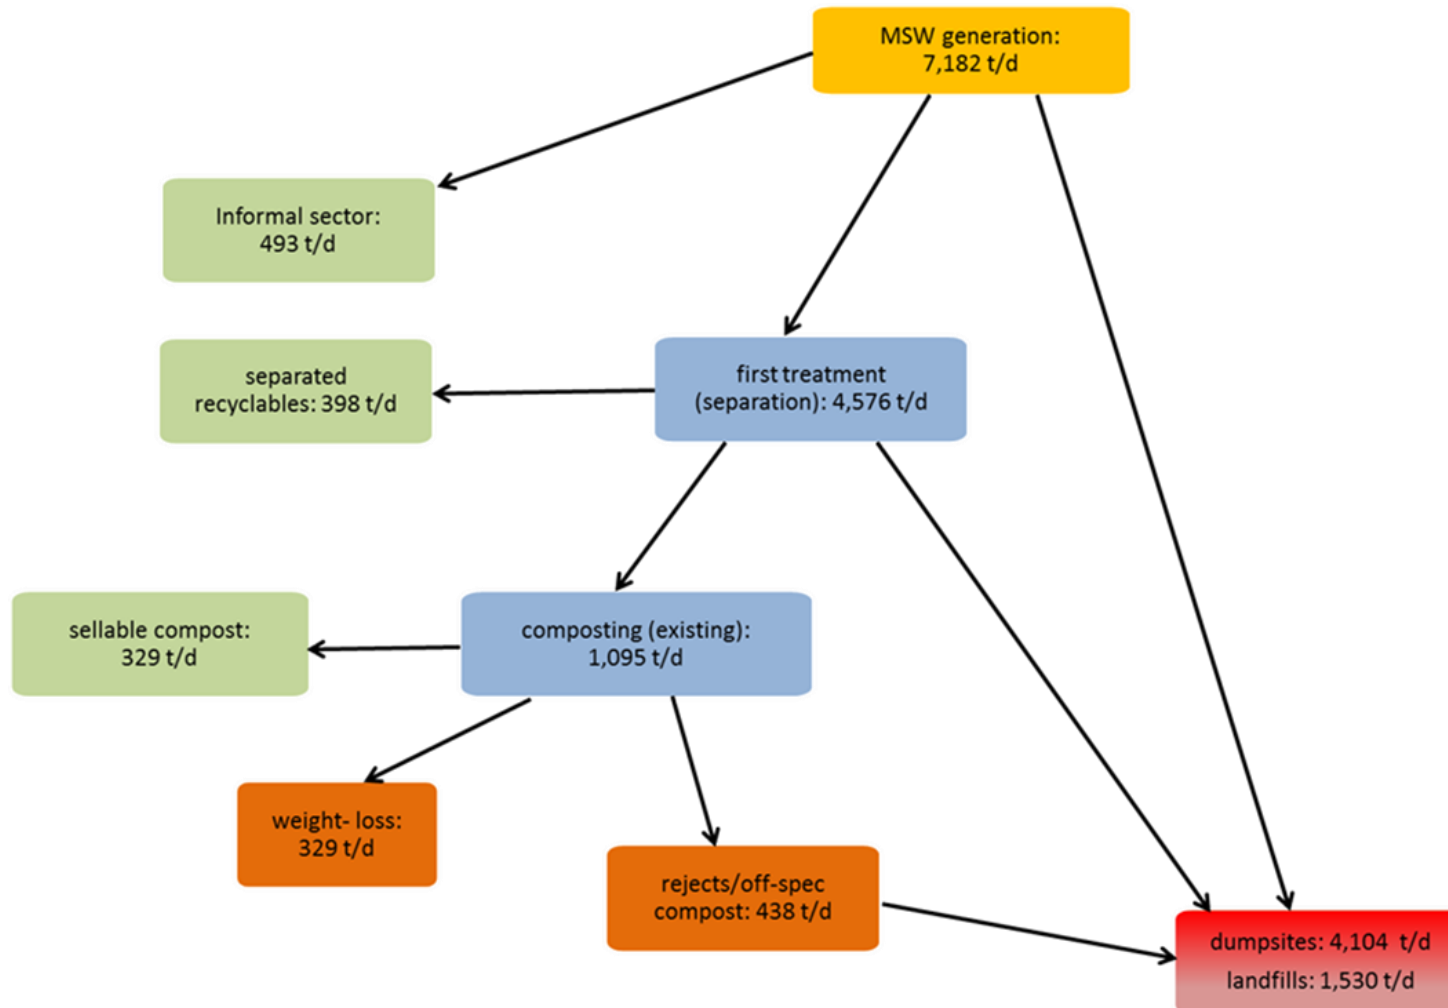 MSW generation:
7,182 t/d
Informal sector:
493 t/d
separated
recyclables: 398 t/d
first treatment
(separation): 4,576 t/d
sellable compost:
329 t/d
composting (existing):
1,095 t/d
weight- loss:
329 t/d
rejects/off-spec
compost: 438 t/d
dumpsites: 4,104 t/d
landfills: 1,530 t/d